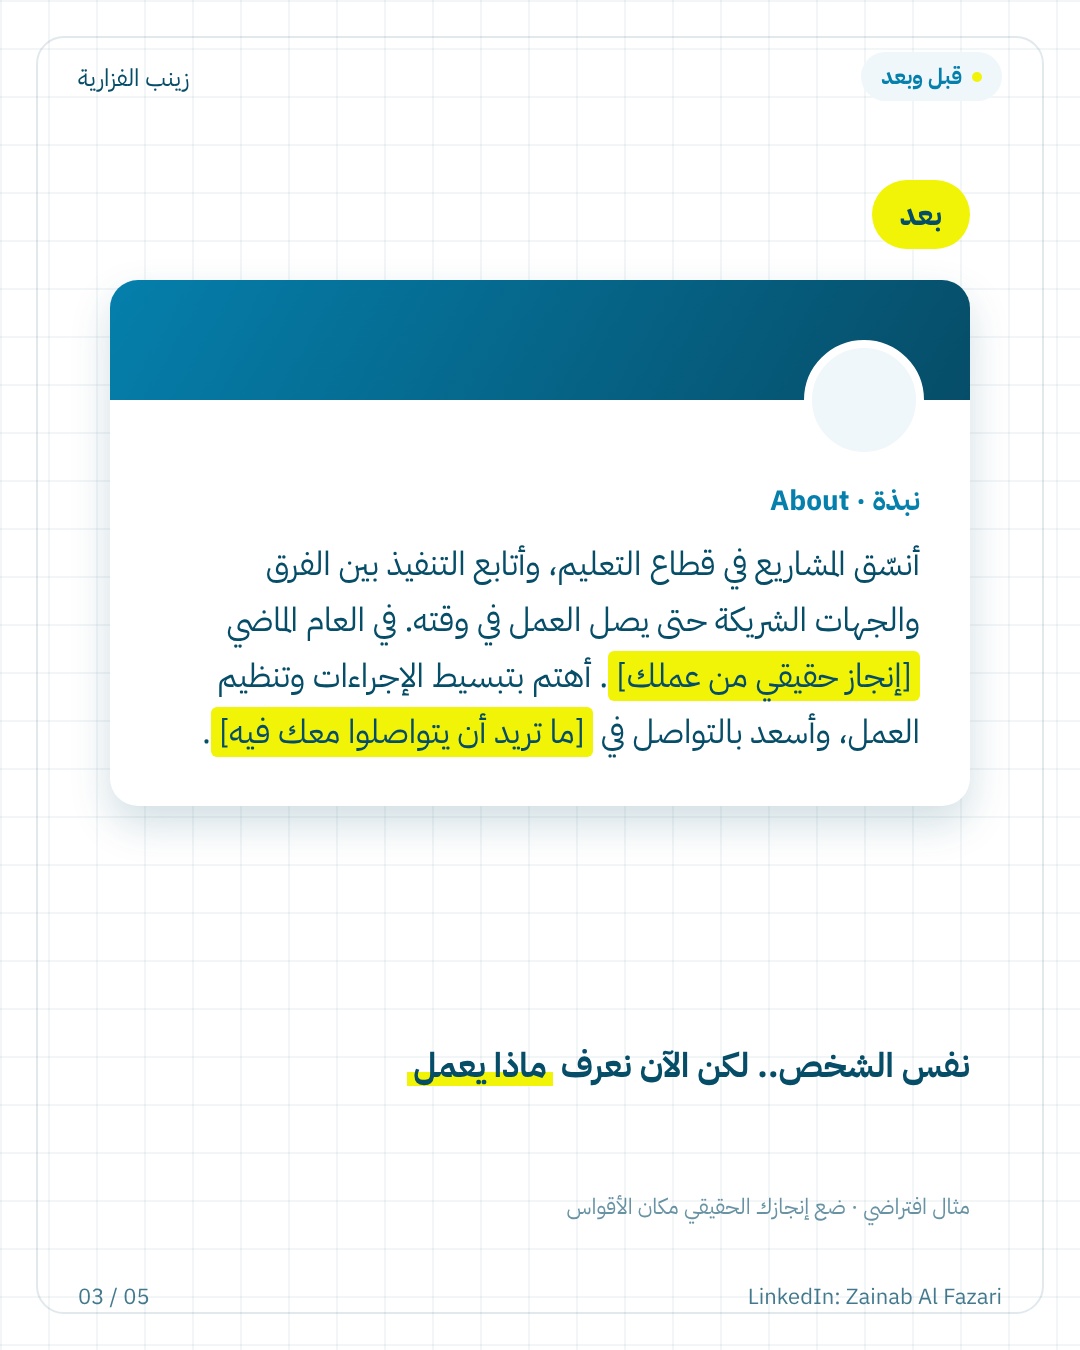 قبل وبعد
زينب الفزارية
بعد
نبذة · About
أنسّق المشاريع في قطاع التعليم، وأتابع التنفيذ بين الفرق
والجهات الشريكة حتى يصل العمل في وقته. في العام الماضي
[إنجاز حقيقي من عملك]. أهتم بتبسيط الإجراءات وتنظيم
العمل، وأسعد بالتواصل في [ما تريد أن يتواصلوا معك فيه].
نفس الشخص.. لكن الآن نعرف ماذا يعمل
مثال افتراضي · ضع إنجازك الحقيقي مكان الأقواس
LinkedIn: Zainab Al Fazari
03 / 05